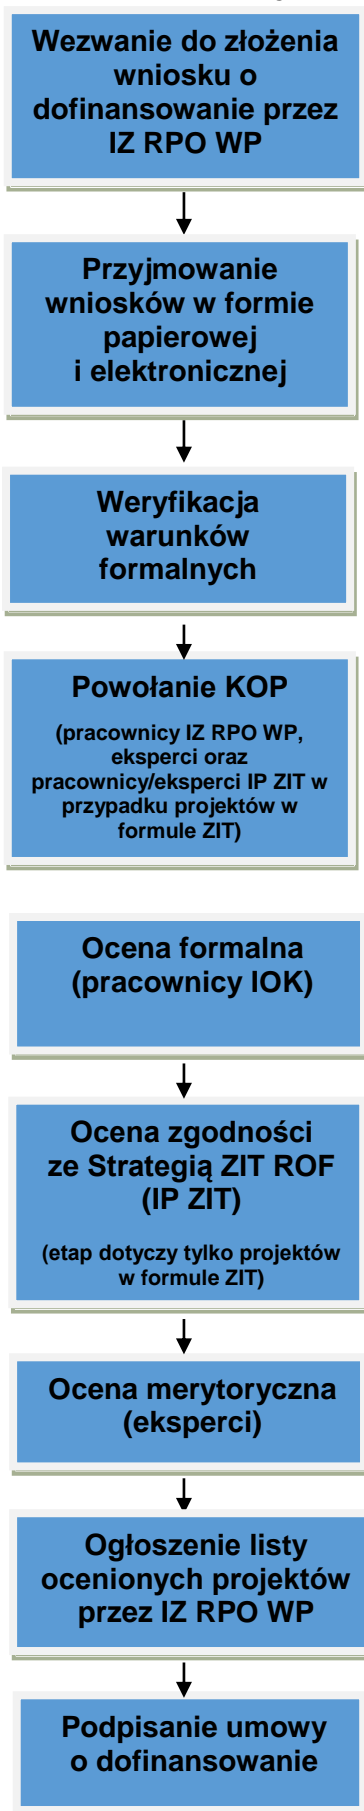 Wezwanie do złożenia
wniosku o
dofinansowanie przez
IZ RPO WP
Przyjmowanie
wniosków w formie
papierowej
i elektronicznej
Weryfikacja
warunków
formalnych
Powołanie KOP
(pracownicy IZ RPO WP,
eksperci oraz
pracownicy/eksperci IP ZIT w
przypadku projektów w
formule ZIT)
Ocena formalna
(pracownicy IOK)
Ocena zgodności
ze Strategią ZIT ROF
(IP ZIT)
(etap dotyczy tylko projektów
w formule ZIT)
Ocena merytoryczna
(eksperci)
Ogłoszenie listy
ocenionych projektów
przez IZ RPO WP
Podpisanie umowy
o dofinansowanie